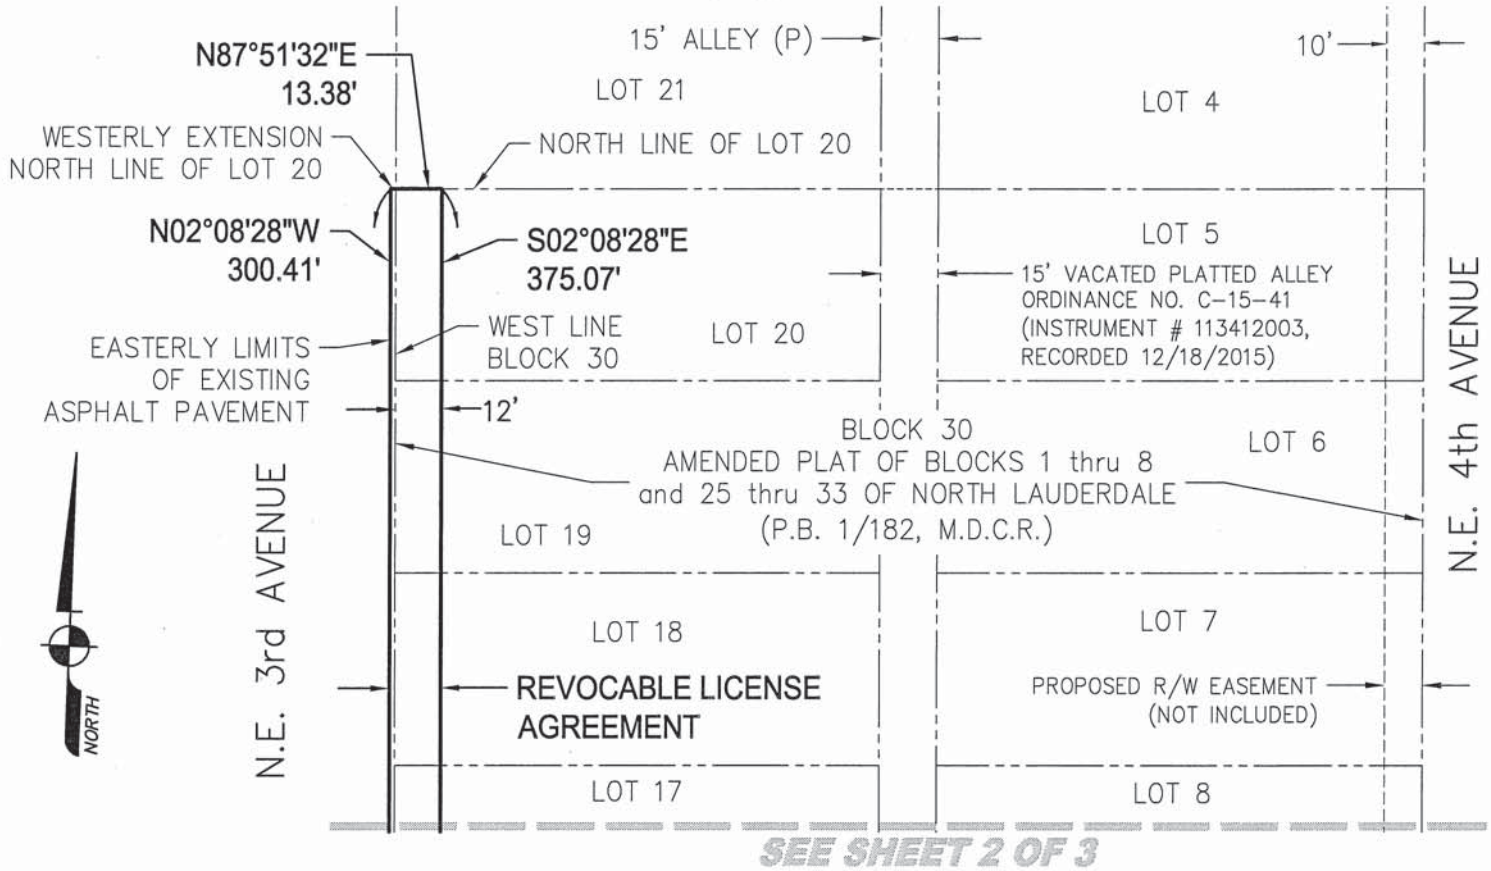 N87°51'32"E
13.38'
15' ALLEY (P)
10'
LOT 21
LOT 4
WESTERLY EXTENSION
NORTH LINE OF LOT 20
NORTH LINE OF LOT 20
N02°08'28"W
300.41'
S02°08'28"E
375.07'
LOT 5
15' VACATED PLATTED ALLEY
ORDINANCE NO. C-15-41
(INSTRUMENT # 113412003,
RECORDED 12/18/2015)
WEST LINE
BLOCK 30
LOT 20
EASTERLY LIMITS
OF EXISTING
ASPHALT PAVEMENT
12'
N.E. 4th AVENUE
BLOCK 30
AMENDED PLAT OF BLOCKS 1 thru 8
and 25 thru 33 OF NORTH LAUDERDALE
(P.B. 1/182, M.D.C.R.)
LOT 6
LOT 19
N.E. 3rd AVENUE
NORTH
LOT 18
LOT 7
REVOCABLE LICENSE
AGREEMENT
PROPOSED R/W EASEMENT
(NOT INCLUDED)
LOT 17
LOT 8
SEE SHEET 2 OF 3